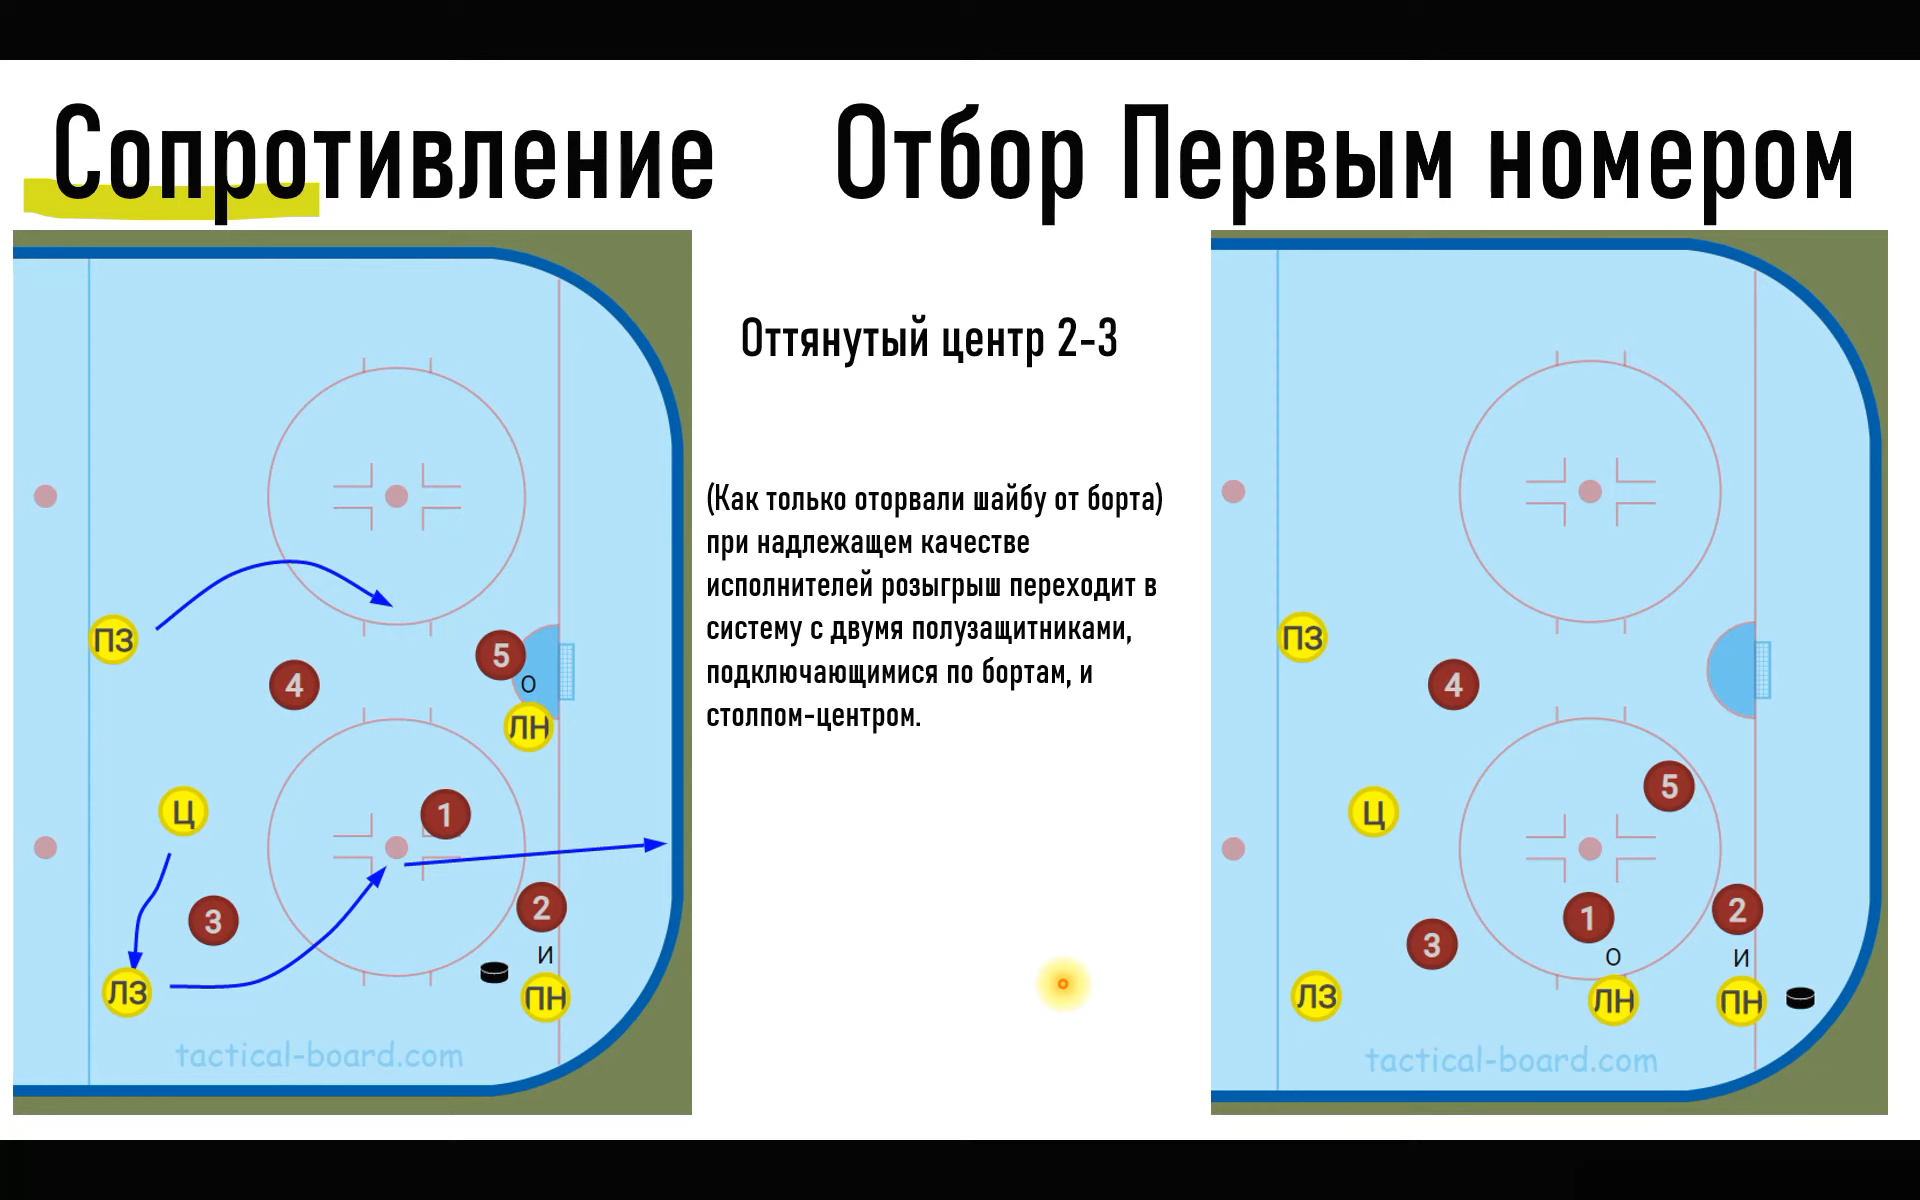 Сопротивление Отбор Первым номером
Оттянутый центр 2-3
(Как только оторвали шайбу от борта)
при надлежащем качестве
исполнителей розыгрыш переходит в
систему с двумя полузащитниками,
подключающимися по бортам, и
столпом-центром.
ПЗ
4
5
О
ЛН
Ц
1
3
2
И
ЛЗ
ПН
tactical-board.com
ПЗ
4
5
Ц
1
2
3
О
И
ЛЗ
ЛН
ПН
tactical-board.com